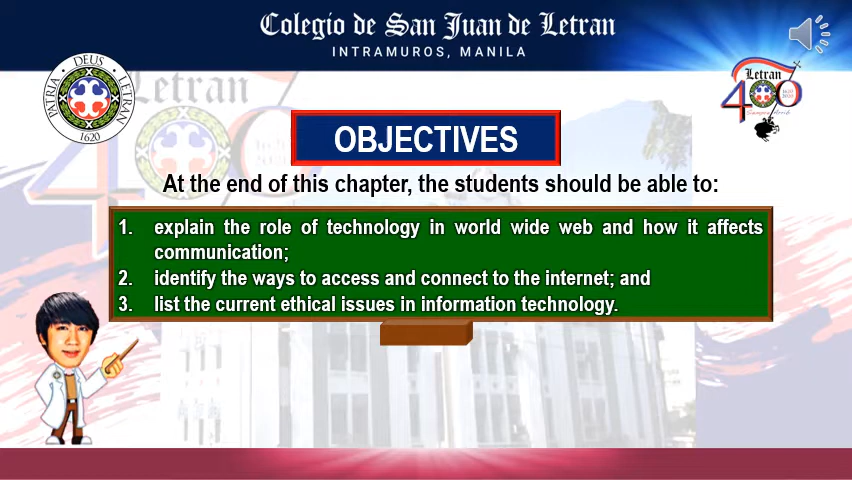 Colegio de San Juan de Letran
INTRAMUROS, MANILA
PATRIA · DEUS · LETRAN
1620
Letran
400
Letran
400
OBJECTIVES
At the end of this chapter, the students should be able to:
1. explain the role of technology in world wide web and how it affects
communication;
2. identify the ways to access and connect to the internet; and
3. list the current ethical issues in information technology.